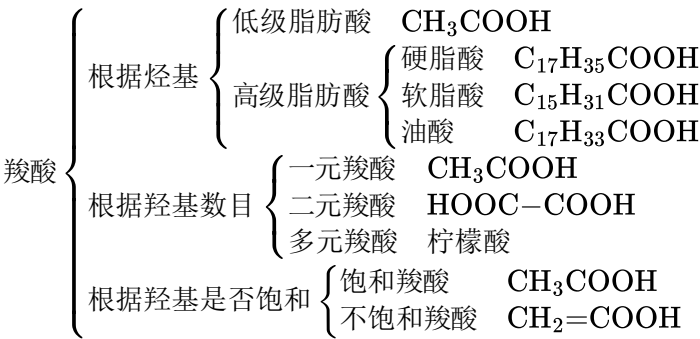 羧酸
根据烃基
低级脂肪酸 CH₃COOH
高级脂肪酸
硬脂酸 C₁₇H₃₅COOH
软脂酸 C₁₅H₃₁COOH
油酸 C₁₇H₃₃COOH
根据羟基数目
一元羧酸 CH₃COOH
二元羧酸 HOOC−COOH
多元羧酸 柠檬酸
根据羟基是否饱和
饱和羧酸 CH₃COOH
不饱和羧酸 CH₂=COOH